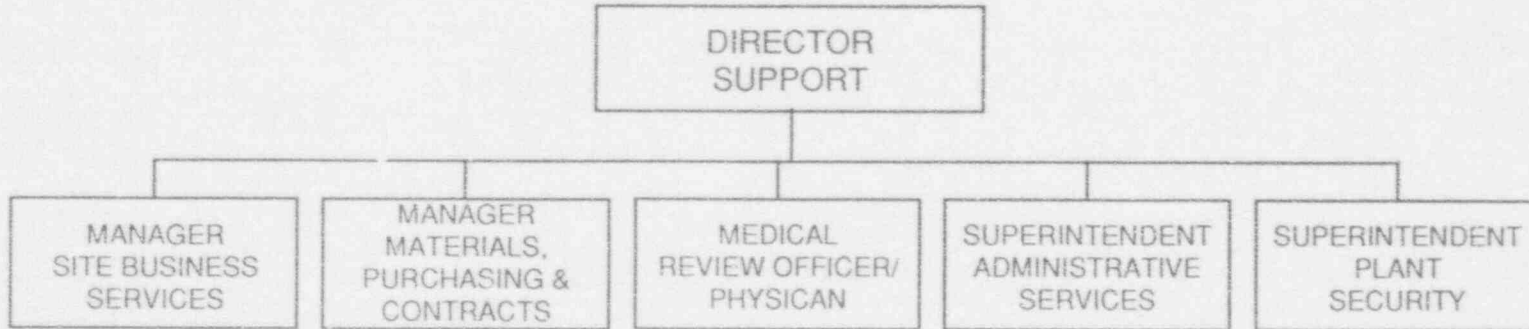 DIRECTOR
SUPPORT
MANAGER
SITE BUSINESS
SERVICES
MANAGER
MATERIALS,
PURCHASING &
CONTRACTS
MEDICAL
REVIEW OFFICER/
PHYSICAN
SUPERINTENDENT
ADMINISTRATIVE
SERVICES
SUPERINTENDENT
PLANT
SECURITY